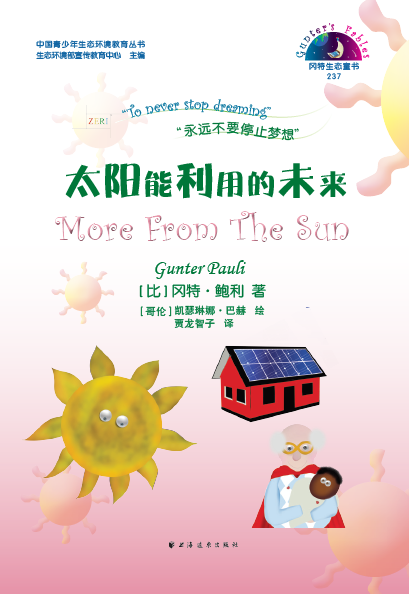 中国青少年生态环境教育丛书
生态环境部宣传教育中心 主编
Gunter's Fables
冈特生态童书
237
ZERI
“To never stop dreaming”
“永远不要停止梦想”
太阳能利用的未来
More From The Sun
Gunter Pauli
［比］冈特·鲍利 著
［哥伦］凯瑟琳娜·巴赫 绘
贾龙智子 译
上海远东出版社